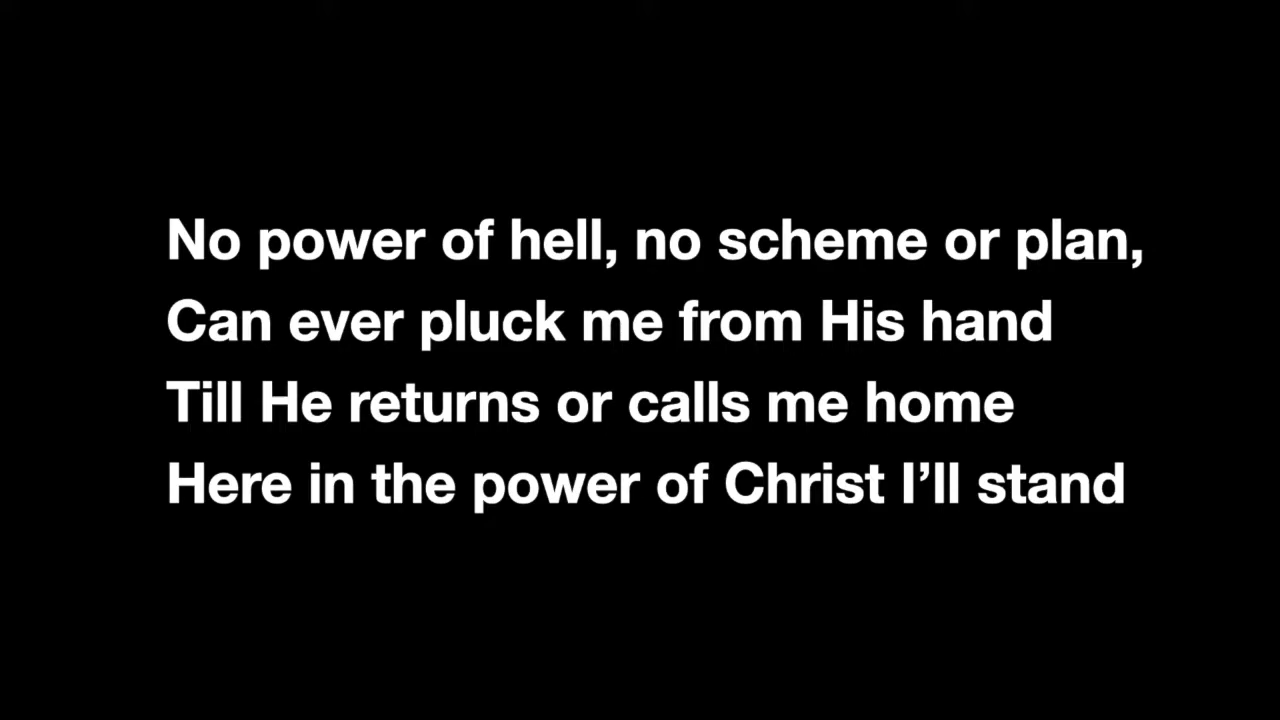 No power of hell, no scheme or plan,
Can ever pluck me from His hand
Till He returns or calls me home
Here in the power of Christ I’ll stand